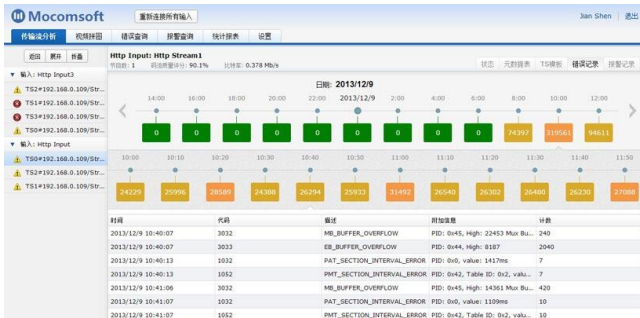 Mocomsoft
重新连接所有输入
Jian Shen
退出
传输流分析 视频拼图 错误查询 报警查询 统计报表 设置
返回 展开 折叠
输入: Http Input3
TS2#192.168.0.109/Str...
TS1#192.168.0.109/Str...
TS3#192.168.0.109/Str...
TS0#192.168.0.109/Str...
输入: Http Input
TS0#192.168.0.109/Str...
TS2#192.168.0.109/Str...
TS1#192.168.0.109/Str...
Http Input: Http Stream1
节目数: 1 码流质量评分: 90.1% 比特率: 0.378 Mb/s
状态 元数据表 TS模板 错误记录 报警记录
日期: 2013/12/9
14:00 16:00 18:00 20:00 22:00 2013/12/9 2:00 4:00 6:00 8:00 10:00 12:00
0 0 0 0 0 0 0 0 0 74397 319561 94611
10:00 10:10 10:20 10:30 10:40 10:50 11:00 11:10 11:20 11:30 11:40 11:50
24229 25996 28589 24388 26294 25933 31492 26540 26302 26480 26230 27088
时间 代码 描述 附加信息 计数
2013/12/9 10:40:07 3032 MB_BUFFER_OVERFLOW PID: 0x45, High: 22453 Mux Bu... 240
2013/12/9 10:40:07 3033 EB_BUFFER_OVERFLOW PID: 0x44, High: 8187 2040
2013/12/9 10:40:13 1032 PAT_SECTION_INTERVAL_ERROR PID: 0x0, value: 1417ms 7
2013/12/9 10:40:13 1052 PMT_SECTION_INTERVAL_ERROR PID: 0x42, Table ID: 0x2, valu... 7
2013/12/9 10:41:06 3032 MB_BUFFER_OVERFLOW PID: 0x45, High: 14361 Mux Bu... 420
2013/12/9 10:41:07 1032 PAT_SECTION_INTERVAL_ERROR PID: 0x0, value: 1109ms 10
2013/12/9 10:41:07 1052 PMT_SECTION_INTERVAL_ERROR PID: 0x42, Table ID: 0x2, valu... 10